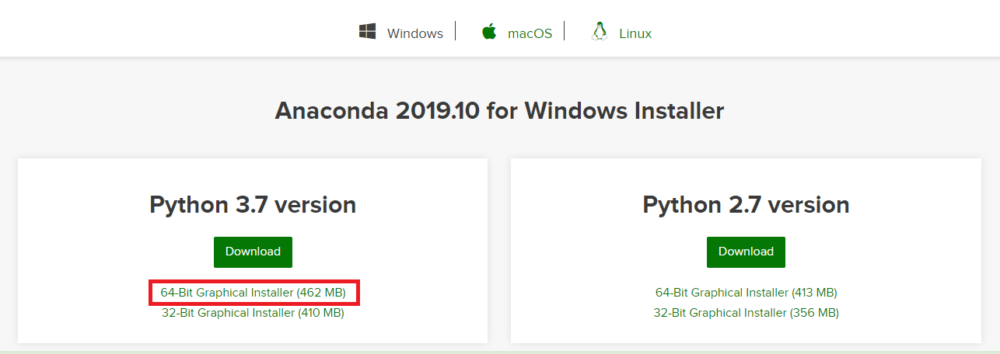 Windows macOS Linux
Anaconda 2019.10 for Windows Installer
Python 3.7 version
Download
64-Bit Graphical Installer (462 MB)
32-Bit Graphical Installer (410 MB)
Python 2.7 version
Download
64-Bit Graphical Installer (413 MB)
32-Bit Graphical Installer (356 MB)